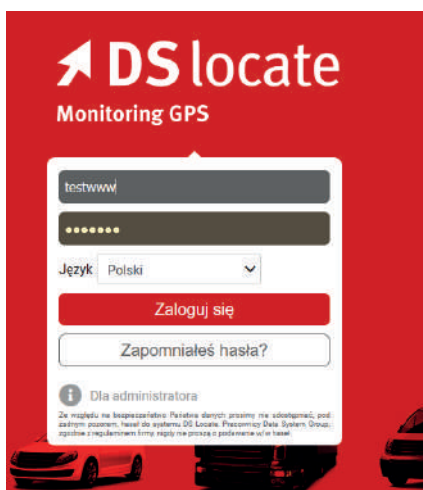 DS locate
Monitoring GPS
testwww
•••••••
Język Polski
Zaloguj się
Zapomniałeś hasła?
Dla administratora
Ze względu na bezpieczeństwo Państwa danych prosimy nie udostępniać, pod
żadnym pozorem, haseł do systemu DS Locate. Pracownicy Data System Group,
zgodnie z regulaminem firmy nigdy nie proszą o podawanie w/w haseł.